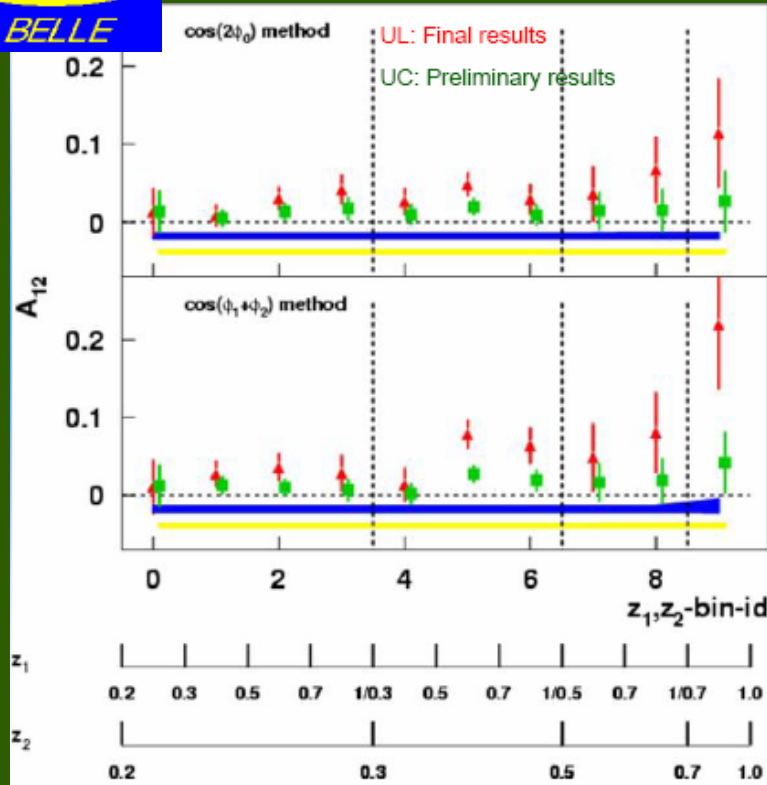 BELLE
cos(2ϕ₀) method
UL: Final results
UC: Preliminary results
0.2
0.1
0
A₁₂
cos(ϕ₁+ϕ₂) method
0.2
0.1
0
0 2 4 6 8
z₁,z₂-bin-id
z₁
0.2 0.3 0.5 0.7 1/0.3 0.5 0.7 1/0.5 0.7 1/0.7 1.0
z₂
0.2 0.3 0.5 0.7 1.0